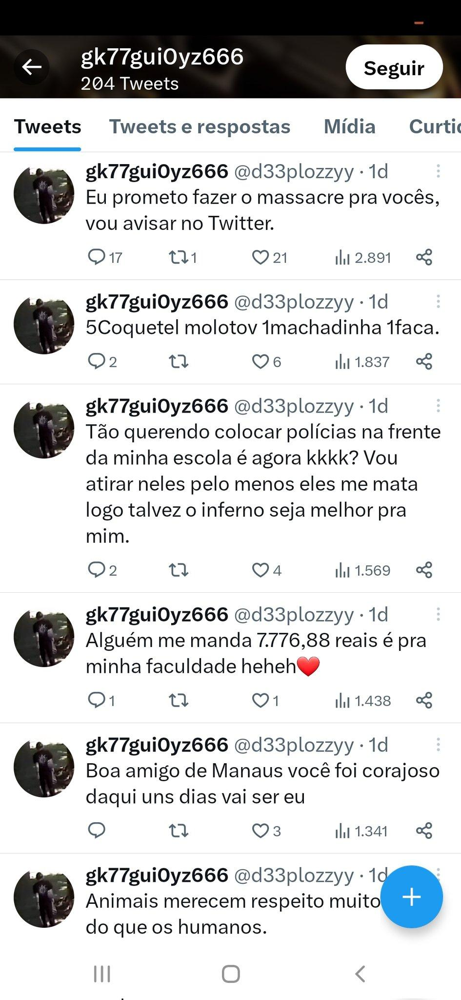 gk77gui0yz666
204 Tweets
Seguir
Tweets
Tweets e respostas
Mídia
Curtic
gk77gui0yz666 @d33plozzyy · 1d
Eu prometo fazer o massacre pra vocês,
vou avisar no Twitter.
17
1
21
2.891
gk77gui0yz666 @d33plozzyy · 1d
5Coquetel molotov 1machadinha 1faca.
2
6
1.837
gk77gui0yz666 @d33plozzyy · 1d
Tão querendo colocar polícias na frente
da minha escola é agora kkkk? Vou
atirar neles pelo menos eles me mata
logo talvez o inferno seja melhor pra
mim.
2
4
1.569
gk77gui0yz666 @d33plozzyy · 1d
Alguém me manda 7.776,88 reais é pra
minha faculdade heheh❤️
1
1
1.438
gk77gui0yz666 @d33plozzyy · 1d
Boa amigo de Manaus você foi corajoso
daqui uns dias vai ser eu
3
1.341
gk77gui0yz666 @d33plozzyy · 1d
Animais merecem respeito muito
do que os humanos.